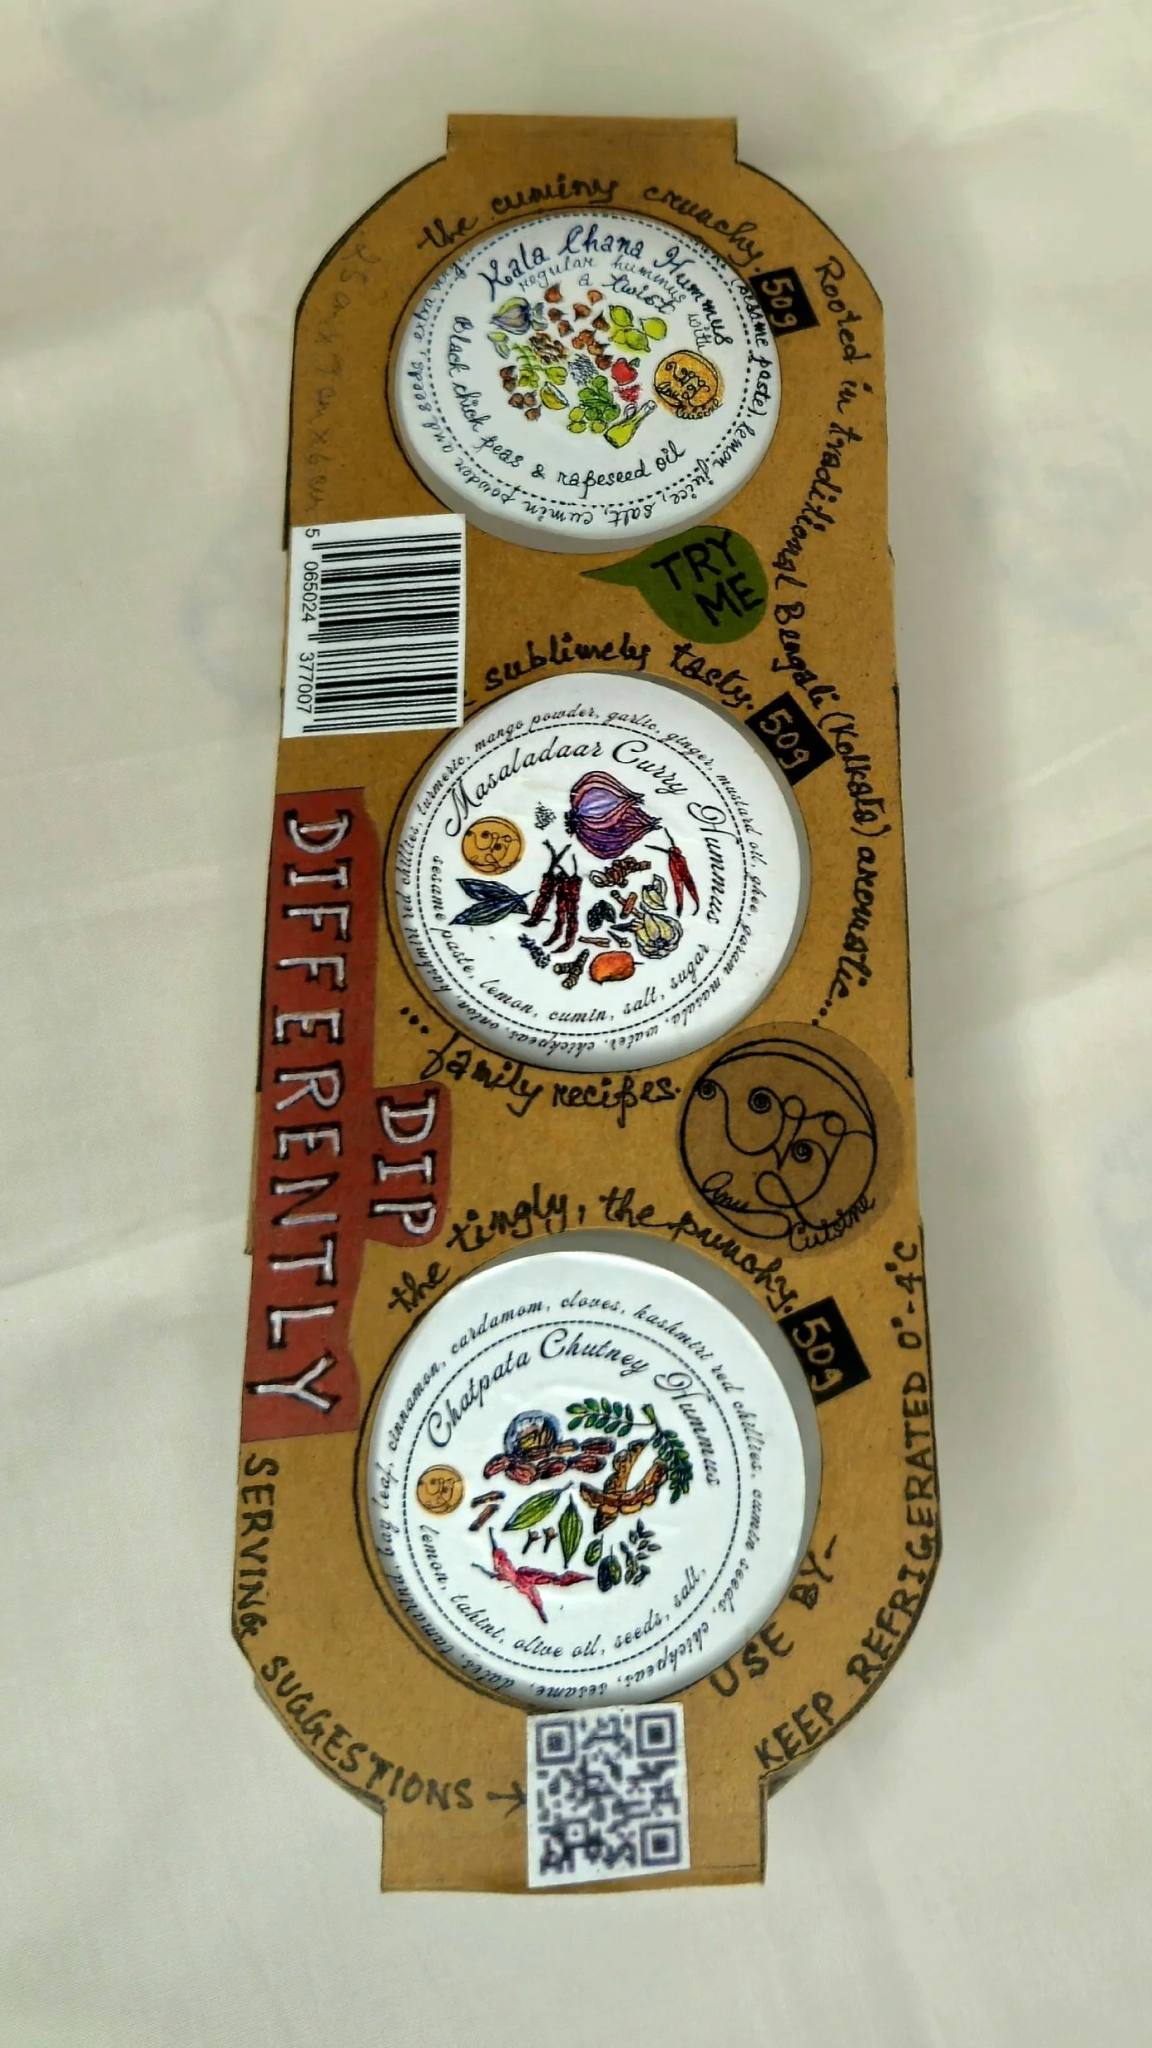 the cuminy crunchy.
Kala Chana Hummus
regular hummus with
a twist
Black chick peas & rapeseed oil
(sesame paste), lemon juice, salt, cumin powder and seeds, extra
50g
Rooted in traditional Bengali (Kolkata) aromatic...
5 065024 377007
TRY
ME
sublimely tasty.
50g
Masaladaar Curry Hummus
kashmiri red chillies, turmeric, mango powder, garlic, ginger, mustard oil, ghee, garam masala, water, chickpeas, onion,
sesame paste, lemon, cumin, salt, sugar
... family recipes.
DIP
DIFFERENTLY
Anu's Cuisine
the tingly, the punchy.
50g
Chatpata Chutney Hummus
dates, tamarind, bay leaf, cinnamon, cardamom, cloves, kashmiri red chillies, cumin seeds, chickpeas, sesame,
lemon, tahini, olive oil, seeds, salt,
USE BY-
KEEP REFRIGERATED 0°-4°C
SERVING SUGGESTIONS →